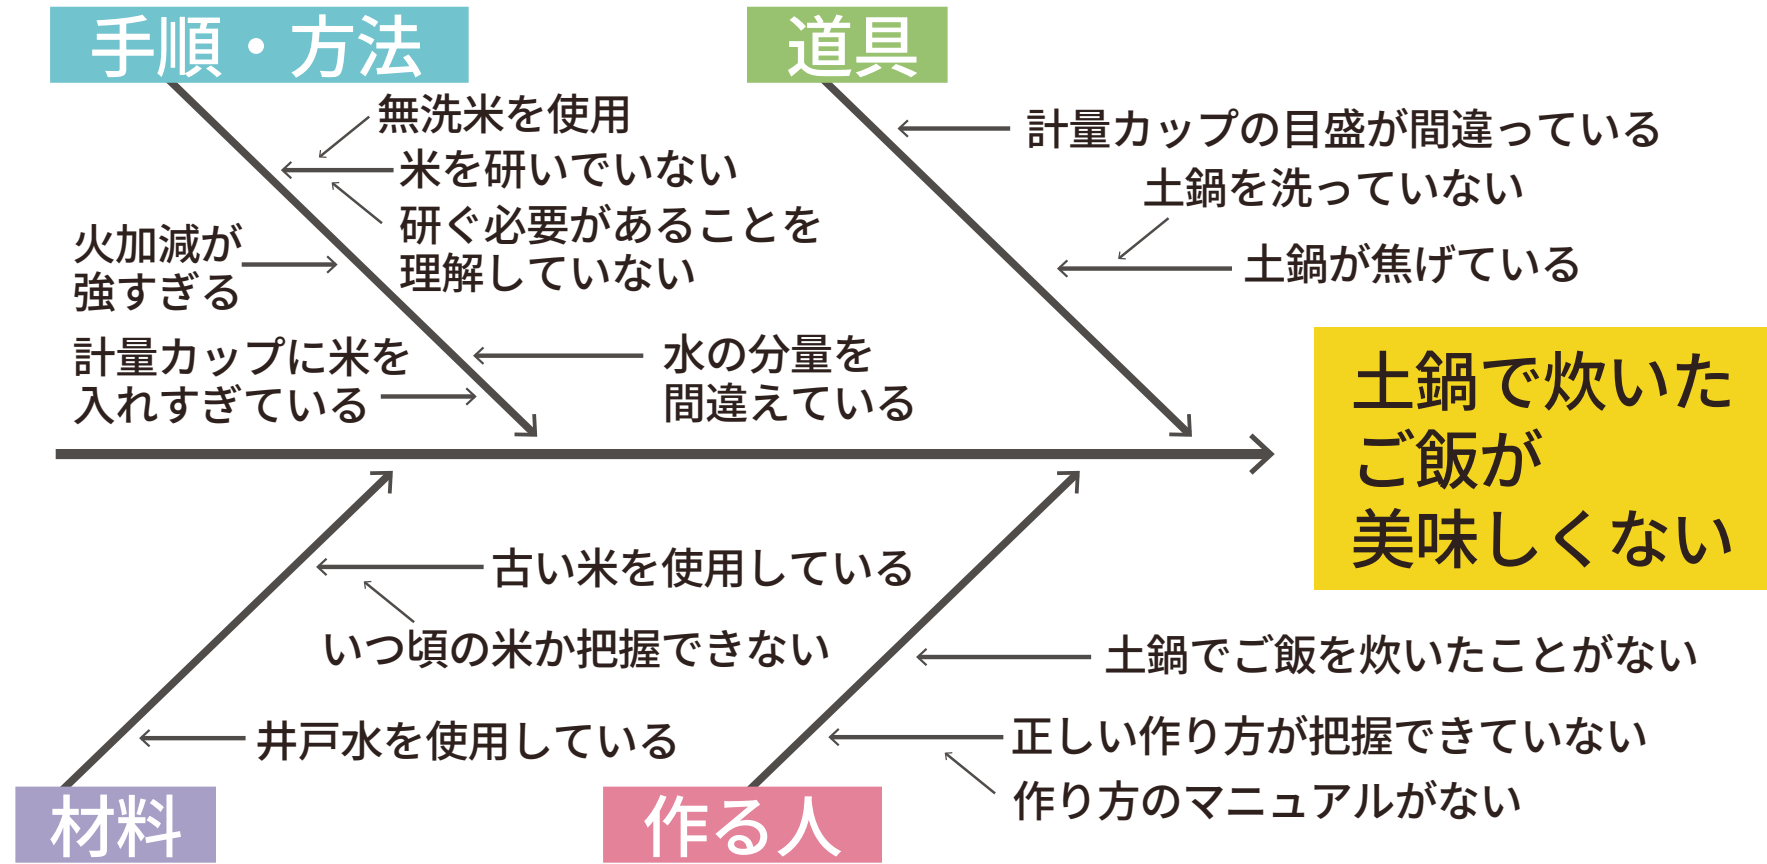 手順・方法
無洗米を使用
米を研いでいない
研ぐ必要があることを
理解していない
火加減が
強すぎる
計量カップに米を
入れすぎている
水の分量を
間違えている
道具
計量カップの目盛が間違っている
土鍋を洗っていない
土鍋が焦げている
土鍋で炊いた
ご飯が
美味しくない
古い米を使用している
いつ頃の米か把握できない
井戸水を使用している
材料
土鍋でご飯を炊いたことがない
正しい作り方が把握できていない
作り方のマニュアルがない
作る人